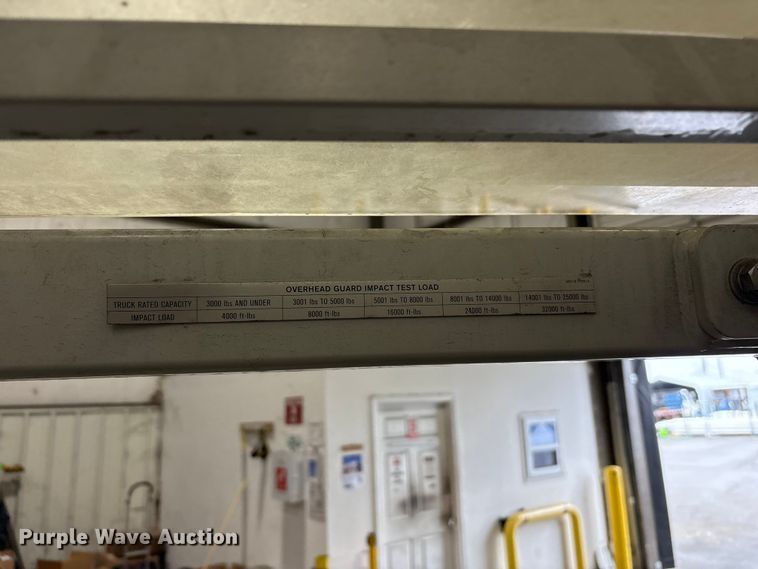 OVERHEAD GUARD IMPACT TEST LOAD
TRUCK RATED CAPACITY 3000 lbs AND UNDER 3001 lbs TO 5000 lbs 5001 lbs TO 8000 lbs 8001 lbs TO 14000 lbs 14001 lbs TO 25000 lbs
IMPACT LOAD 4000 ft-lbs 8000 ft-lbs 16000 ft-lbs 24000 ft-lbs 32000 ft-lbs
Purple Wave Auction